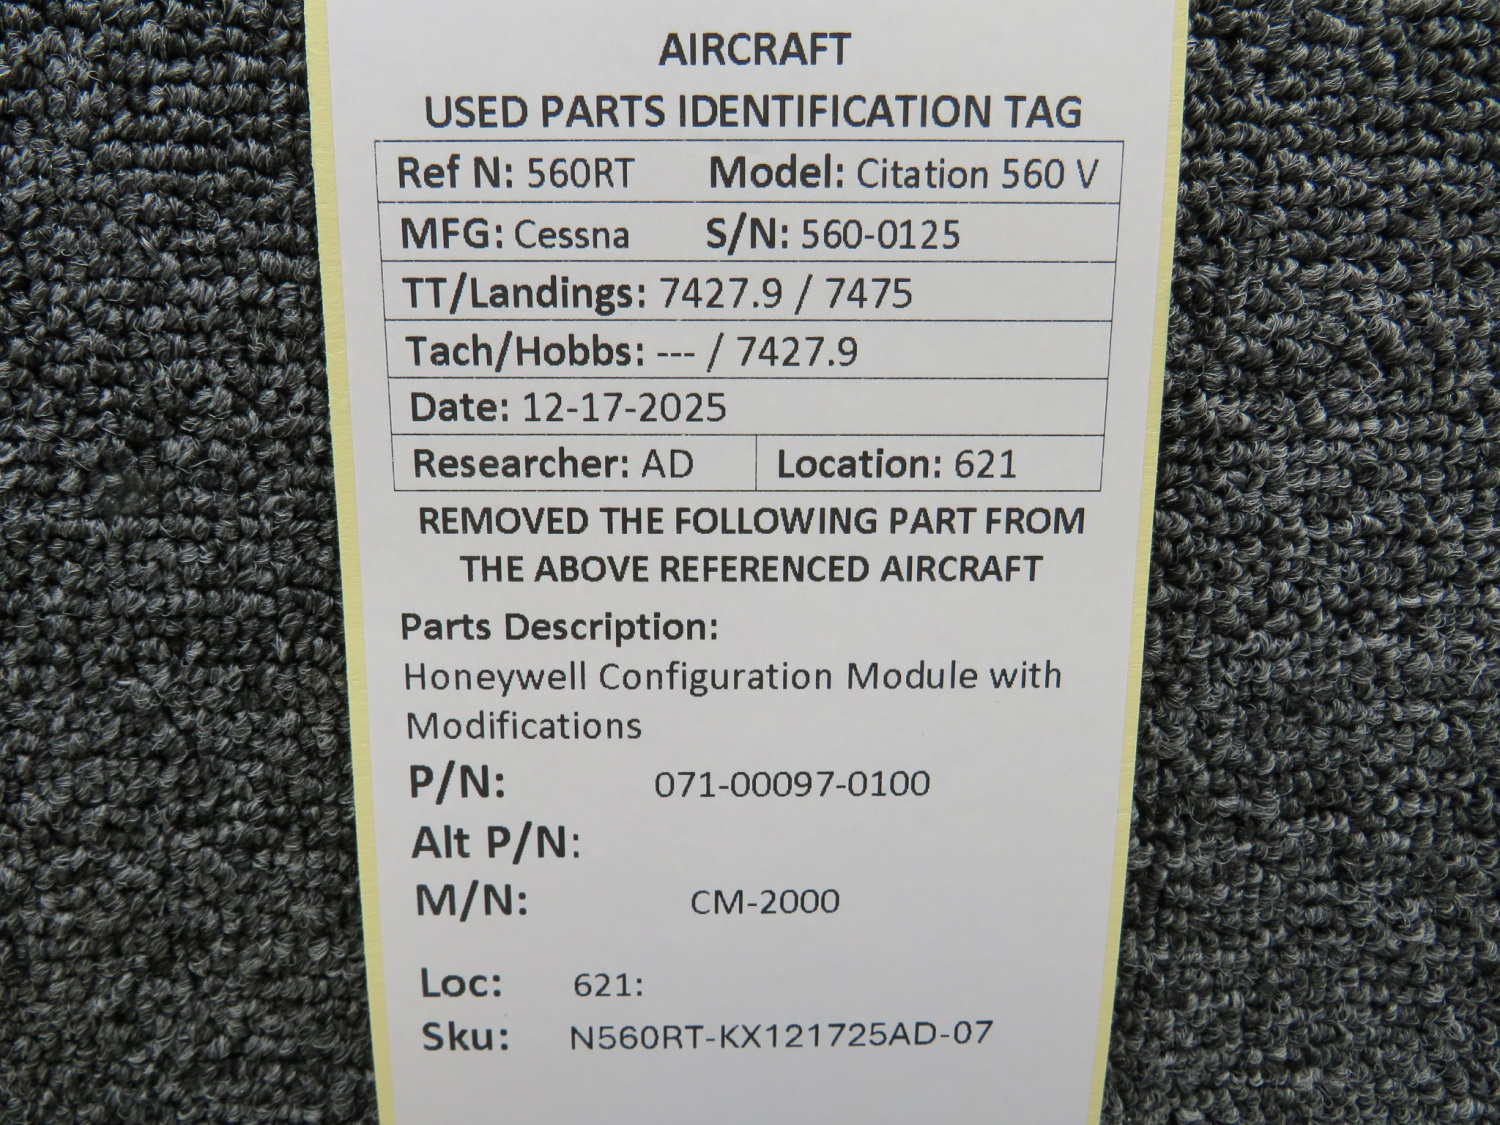 AIRCRAFT
USED PARTS IDENTIFICATION TAG
Ref N: 560RT Model: Citation 560 V
MFG: Cessna S/N: 560-0125
TT/Landings: 7427.9 / 7475
Tach/Hobbs: --- / 7427.9
Date: 12-17-2025
Researcher: AD Location: 621
REMOVED THE FOLLOWING PART FROM
THE ABOVE REFERENCED AIRCRAFT
Parts Description:
Honeywell Configuration Module with
Modifications
P/N: 071-00097-0100
Alt P/N:
M/N: CM-2000
Loc: 621:
Sku: N560RT-KX121725AD-07